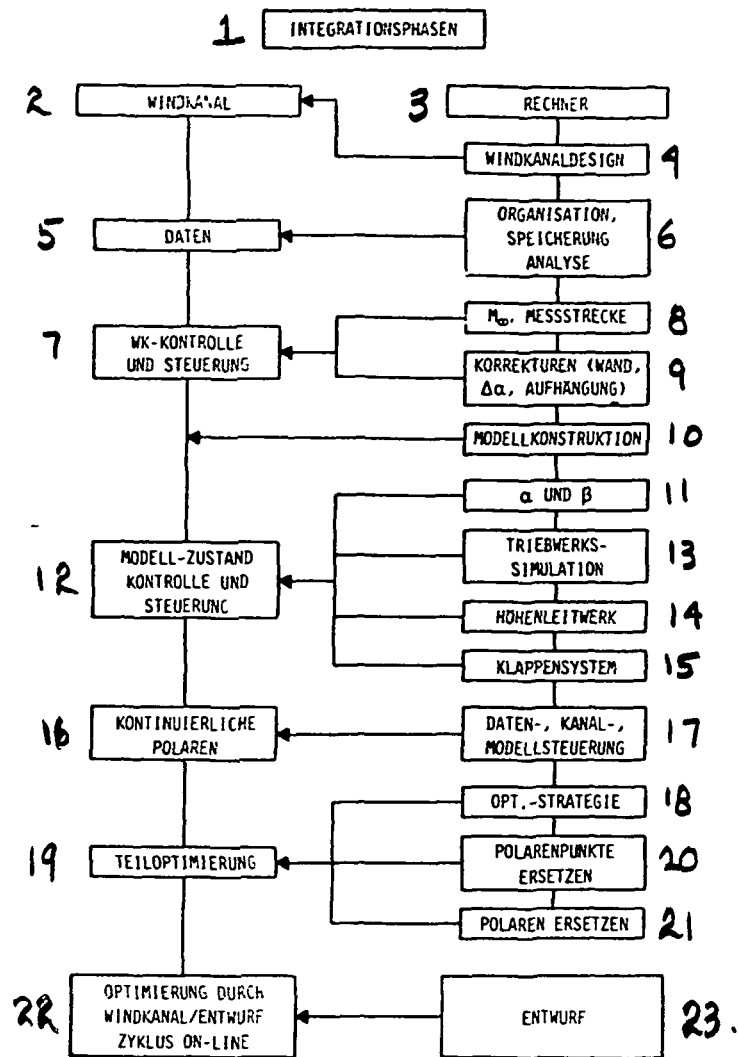 1 INTEGRATIONSPHASEN
2 WINDKANAL
3 RECHNER
WINDKANALDESIGN 4
5 DATEN
ORGANISATION,
SPEICHERUNG 6
ANALYSE
7 WK-KONTROLLE
UND STEUERUNG
M∞, MESSSTRECKE 8
KORREKTUREN (WAND,
Δα, AUFHÄNGUNG) 9
MODELLKONSTRUKTION 10
α UND β 11
12 MODELL-ZUSTAND
KONTROLLE UND
STEUERUNG
TRIEBWERKS-
SIMULATION 13
HÖHENLEITWERK 14
KLAPPENSYSTEM 15
16 KONTINUIERLICHE
POLAREN
DATEN-, KANAL-,
MODELLSTEUERUNG 17
OPT.-STRATEGIE 18
19 TEILOPTIMIERUNG
POLARENPUNKTE
ERSETZEN 20
POLAREN ERSETZEN 21
22 OPTIMIERUNG DURCH
WINDKANAL/ENTWURF
ZYKLUS ON-LINE
ENTWURF 23.